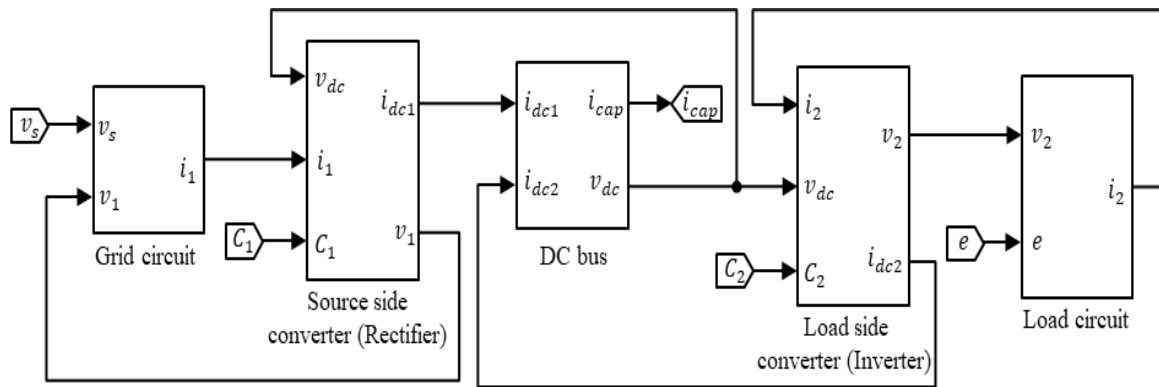 v_s
v_s
v_1
i_1
Grid circuit
v_dc
i_dc1
i_1
C_1
C_1
v_1
Source side
converter (Rectifier)
i_dc1
i_cap
i_cap
i_dc2
v_dc
DC bus
i_2
v_2
v_dc
C_2
C_2
i_dc2
Load side
converter (Inverter)
v_2
i_2
e
e
Load circuit